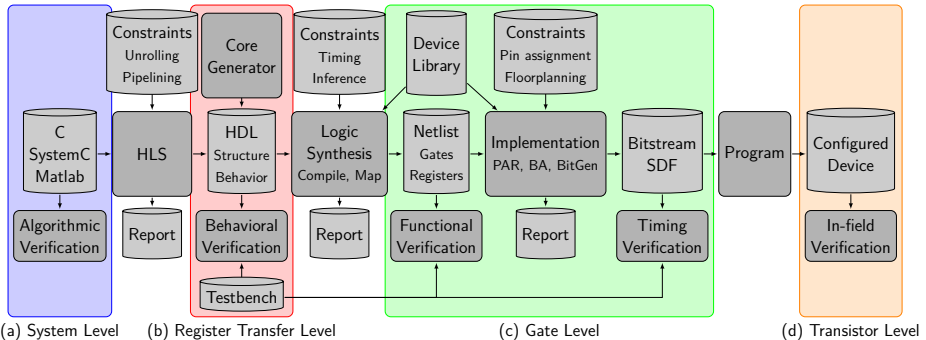 Constraints
Unrolling
Pipelining
Core
Generator
Constraints
Timing
Inference
Device
Library
Constraints
Pin assignment
Floorplanning
C
SystemC
Matlab
HLS
HDL
Structure
Behavior
Logic
Synthesis
Compile, Map
Netlist
Gates
Registers
Implementation
PAR, BA, BitGen
Bitstream
SDF
Program
Configured
Device
Algorithmic
Verification
Report
Behavioral
Verification
Report
Functional
Verification
Report
Timing
Verification
In-field
Verification
Testbench
(a) System Level
(b) Register Transfer Level
(c) Gate Level
(d) Transistor Level